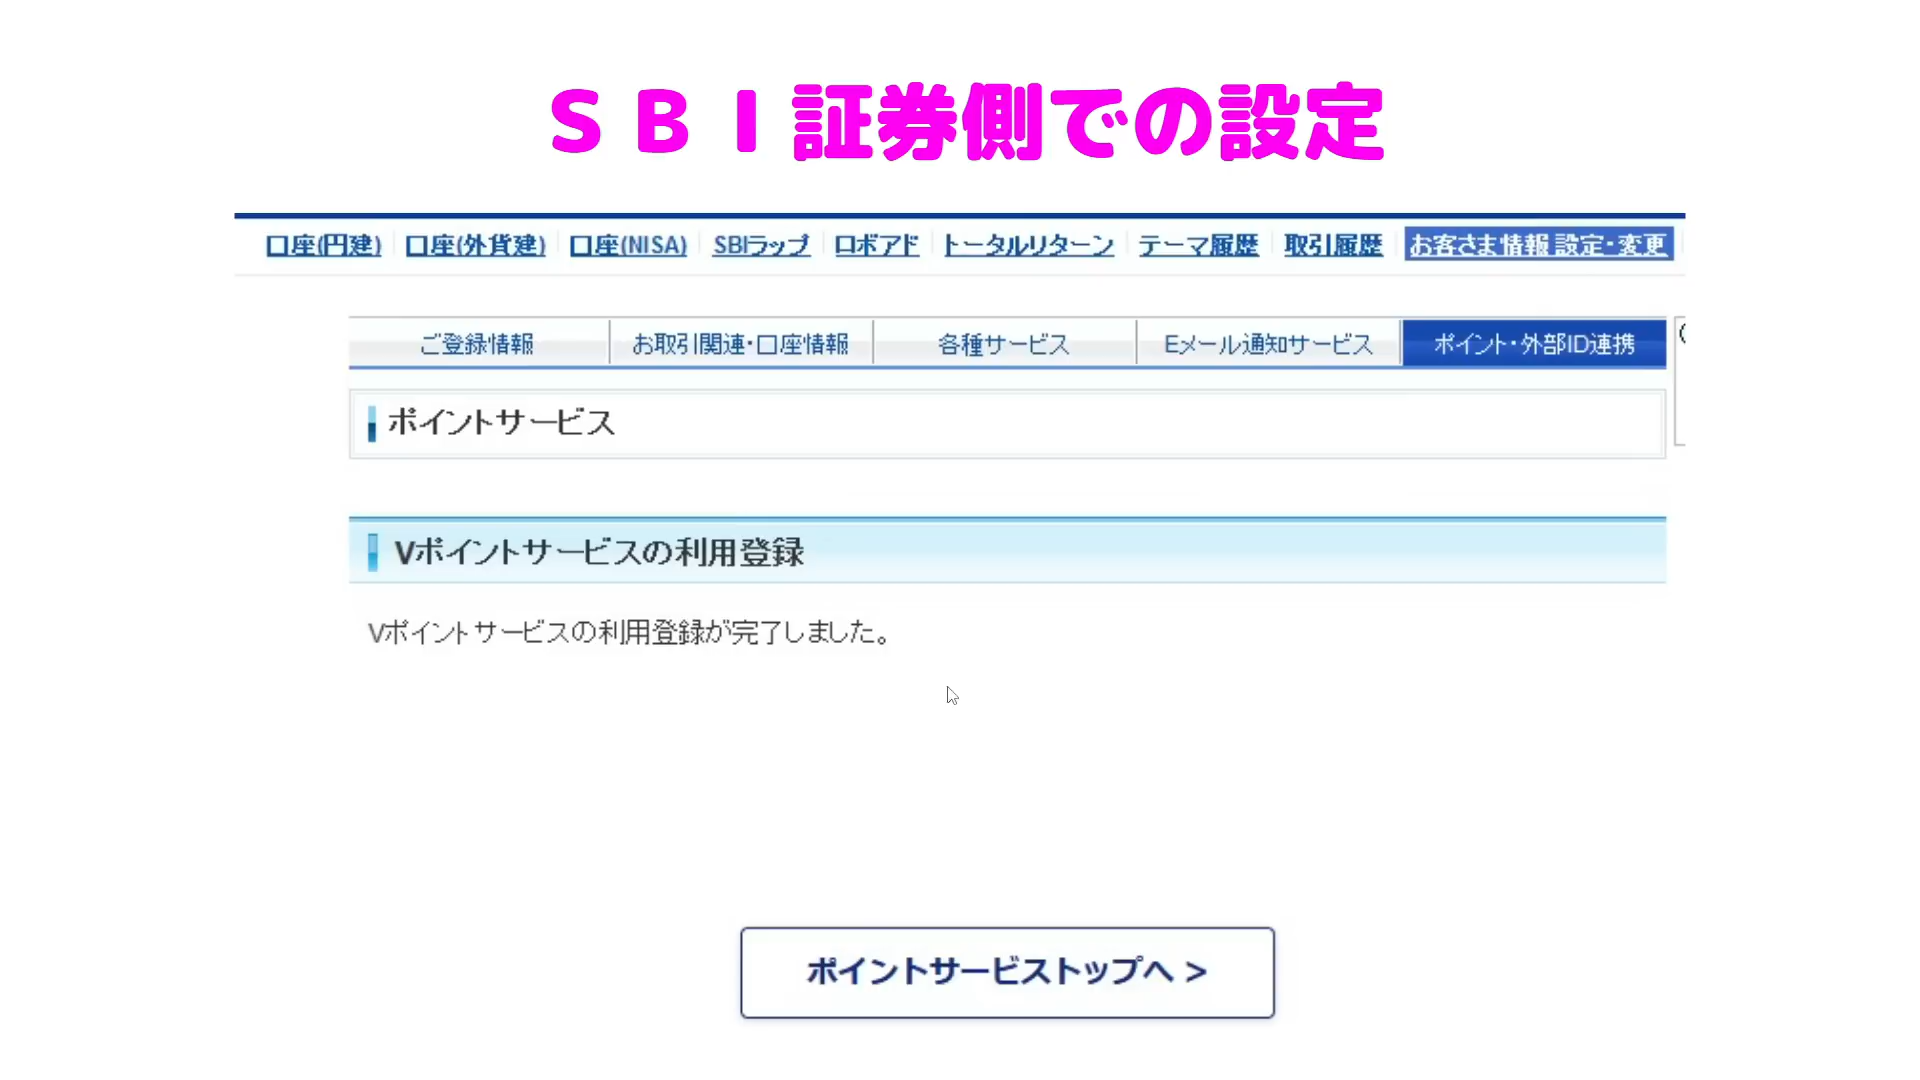 ＳＢＩ証券側での設定
口座(円建) 口座(外貨建) 口座(NISA) SBIラップ ロボアド トータルリターン テーマ履歴 取引履歴 お客さま情報 設定・変更
ご登録情報 お取引関連・口座情報 各種サービス Eメール通知サービス ポイント・外部ID連携
ポイントサービス
Vポイントサービスの利用登録
Vポイントサービスの利用登録が完了しました。
ポイントサービストップへ >